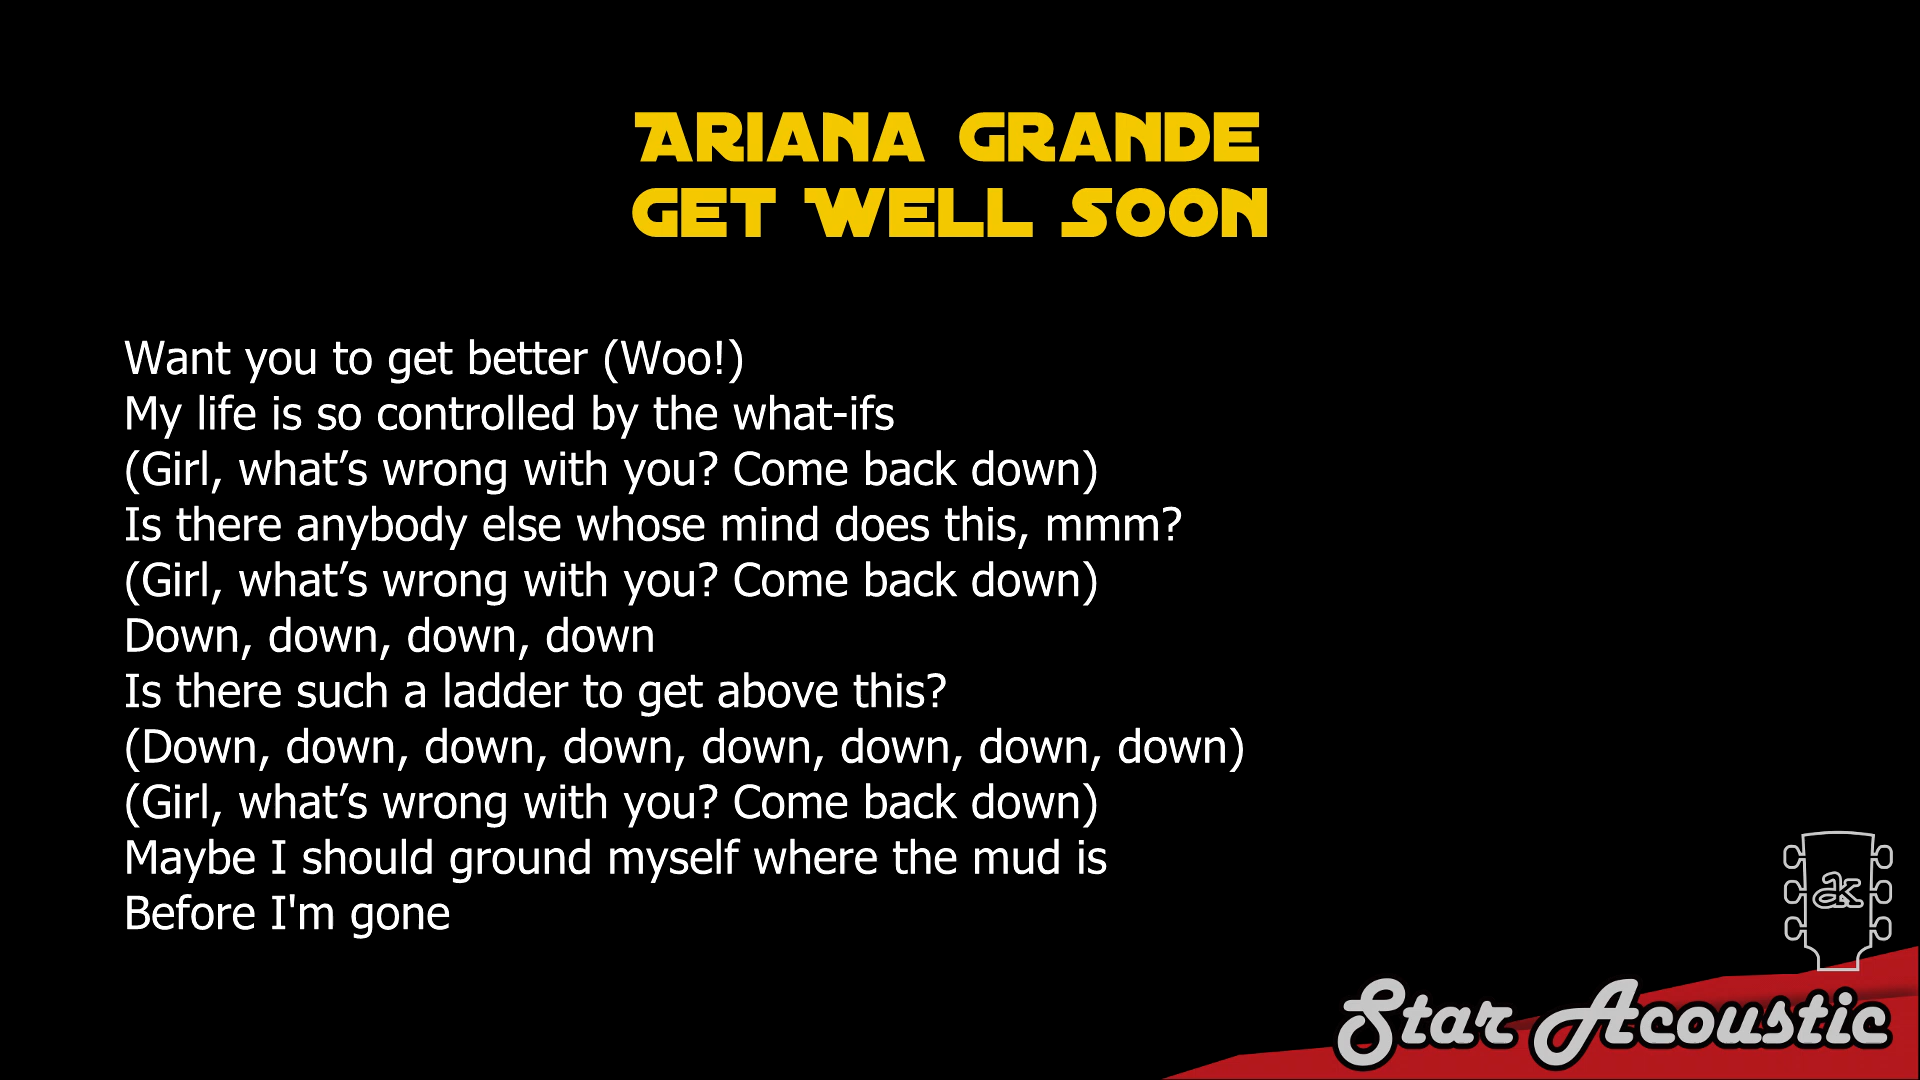 ARIANA GRANDE
GET WELL SOON
Want you to get better (Woo!)
My life is so controlled by the what-ifs
(Girl, what’s wrong with you? Come back down)
Is there anybody else whose mind does this, mmm?
(Girl, what’s wrong with you? Come back down)
Down, down, down, down
Is there such a ladder to get above this?
(Down, down, down, down, down, down, down, down)
(Girl, what’s wrong with you? Come back down)
Maybe I should ground myself where the mud is
Before I'm gone
ak
Star Acoustic